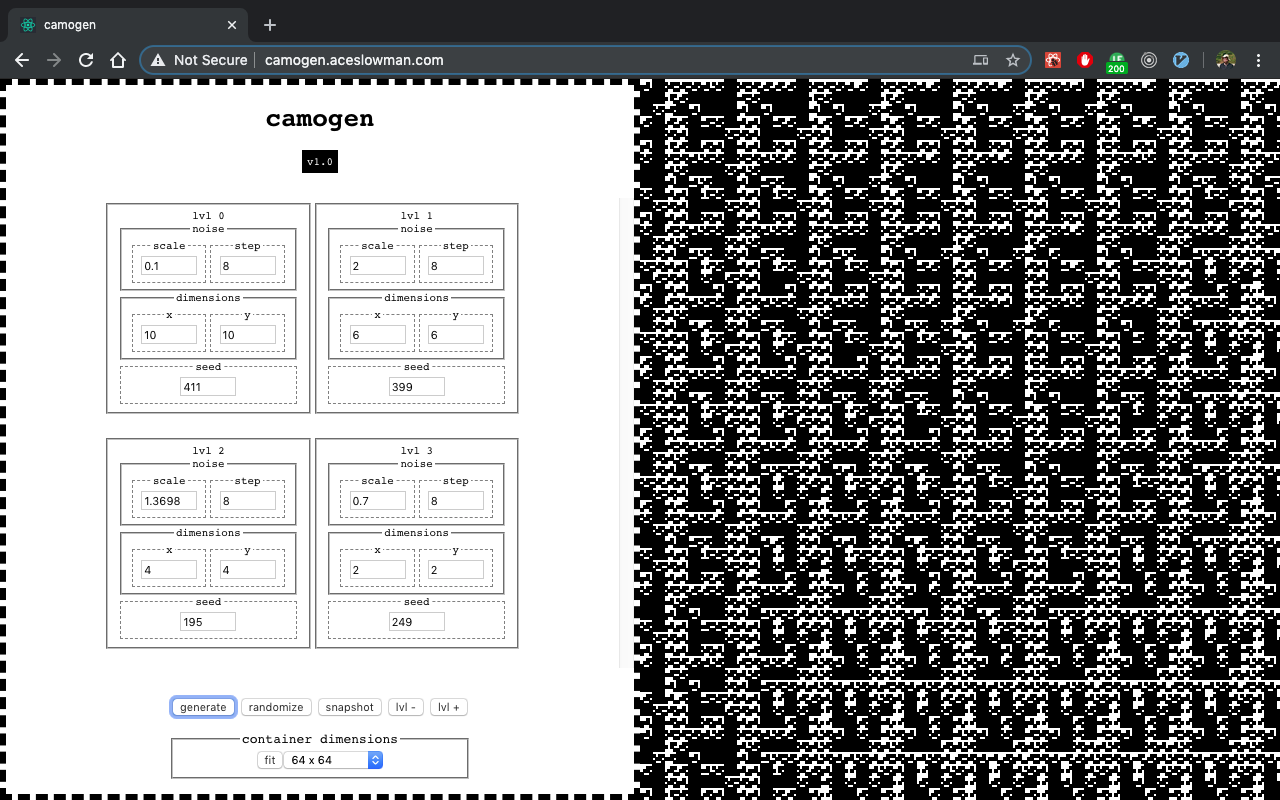 camogen
Not Secure camogen.aceslowman.com
200
camogen
v1.0
lvl 0 lvl 1
noise noise
scale step scale step
0.1 8 2 8
dimensions dimensions
x y x y
10 10 6 6
seed seed
411 399
lvl 2 lvl 3
noise noise
scale step scale step
1.3698 8 0.7 8
dimensions dimensions
x y x y
4 4 2 2
seed seed
195 249
generate randomize snapshot lvl - lvl +
container dimensions
fit 64 x 64